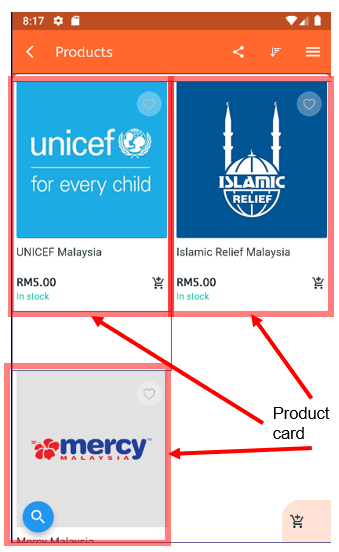 8:17
Products
unicef
for every child
ISLAMIC
RELIEF
UNICEF Malaysia
Islamic Relief Malaysia
RM5.00
RM5.00
In stock
In stock
Product
card
mercy
MALAYSIA
Mercy Malaysia